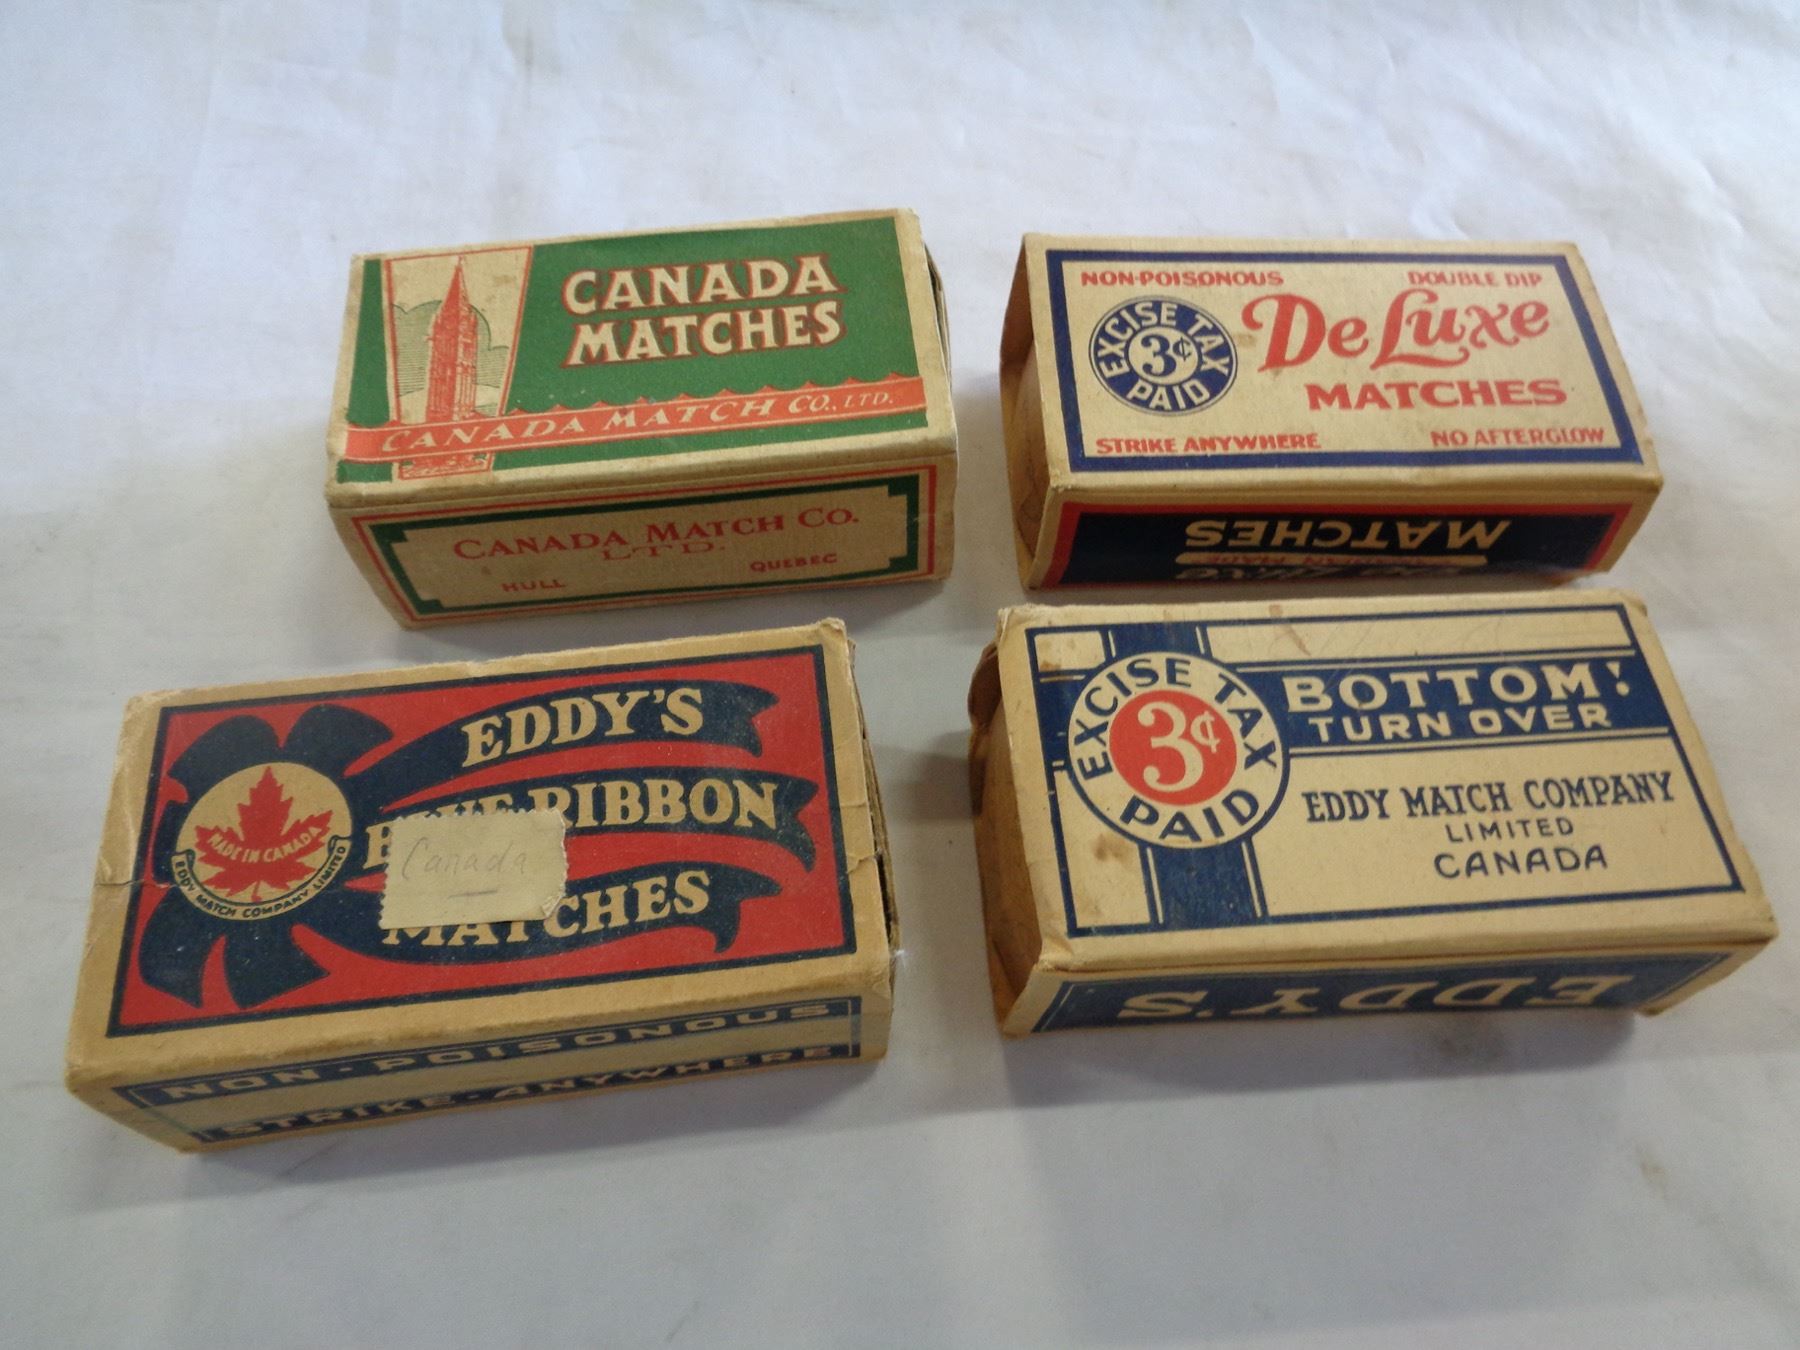 CANADA
MATCHES
CANADA MATCH CO., LTD.
CANADA MATCH CO.
LTD.
HULL QUEBEC
NON-POISONOUS DOUBLE DIP
EXCISE TAX
3¢
PAID
De Luxe
MATCHES
STRIKE ANYWHERE NO AFTERGLOW
MATCHES
EDDY'S
RIBBON
MATCHES
Canada
MADE IN CANADA
EDDY MATCH COMPANY LIMITED
NON-POISONOUS
STRIKE-ANYWHERE
EXCISE TAX
3¢
PAID
BOTTOM!
TURN OVER
EDDY MATCH COMPANY
LIMITED
CANADA
EDDY'S